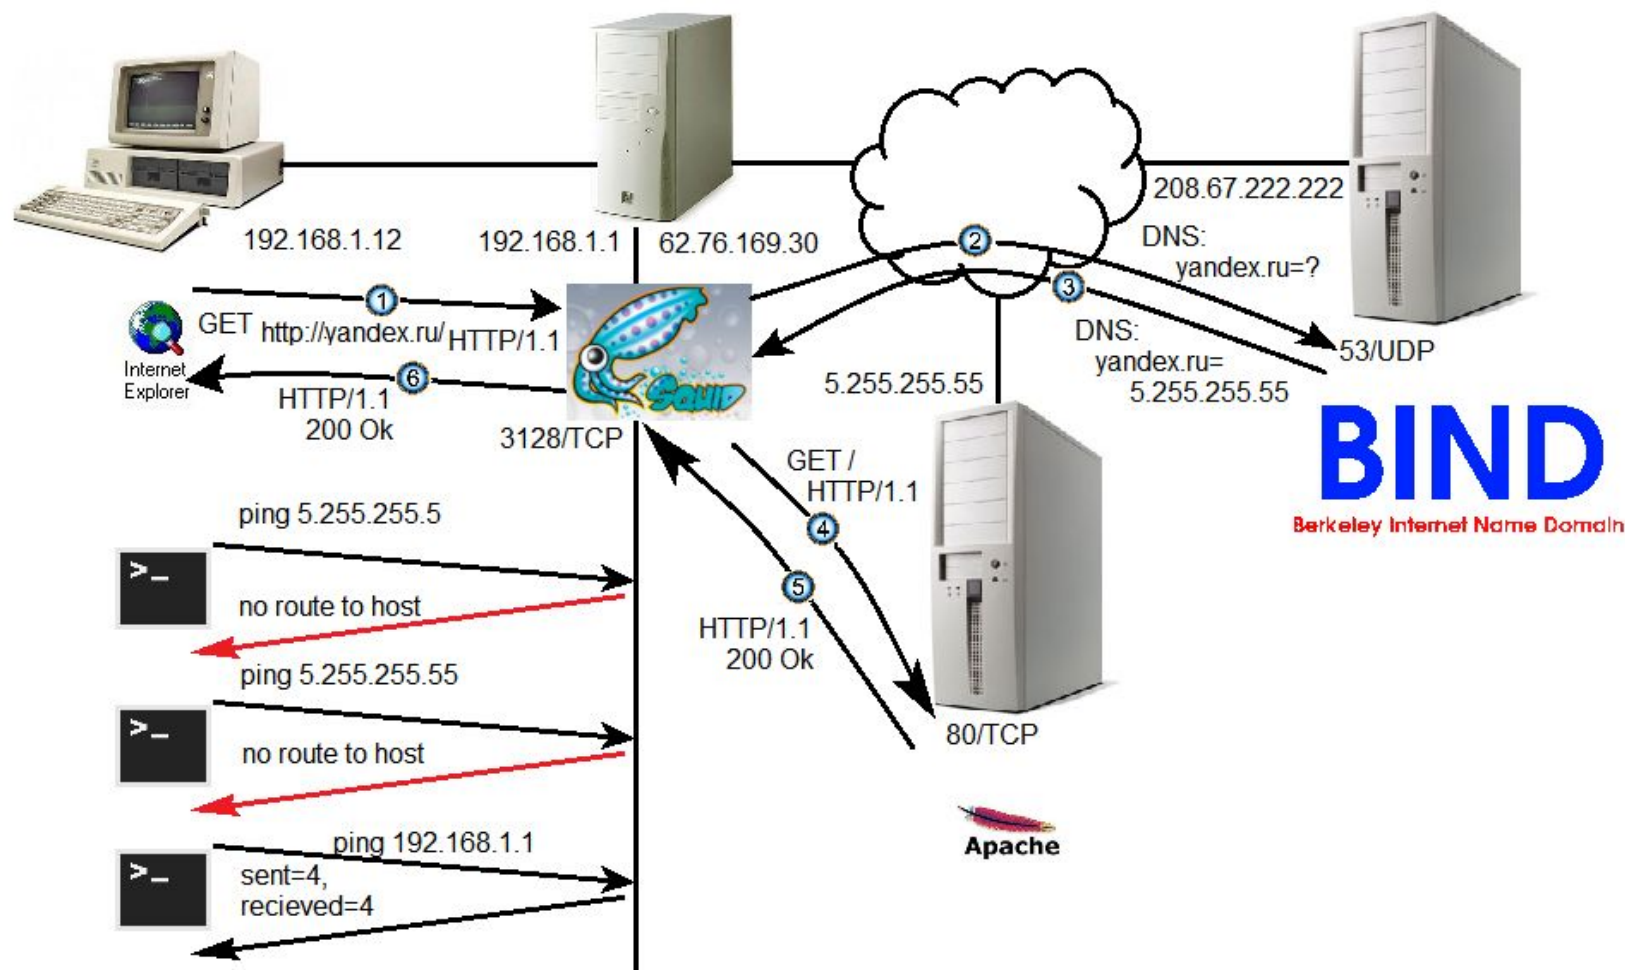 208.67.222.222
192.168.1.12
192.168.1.1
62.76.169.30
2
DNS:
yandex.ru=?
1
3
GET http://yandex.ru/ HTTP/1.1
Internet
Explorer
6
HTTP/1.1
200 Ok
SQUID
3128/TCP
DNS:
yandex.ru=
5.255.255.55
53/UDP
5.255.255.55
BIND
Berkeley Internet Name Domain
GET /
HTTP/1.1
4
5
HTTP/1.1
200 Ok
80/TCP
Apache
ping 5.255.255.5
>_
no route to host
ping 5.255.255.55
>_
no route to host
ping 192.168.1.1
>_
sent=4,
recieved=4